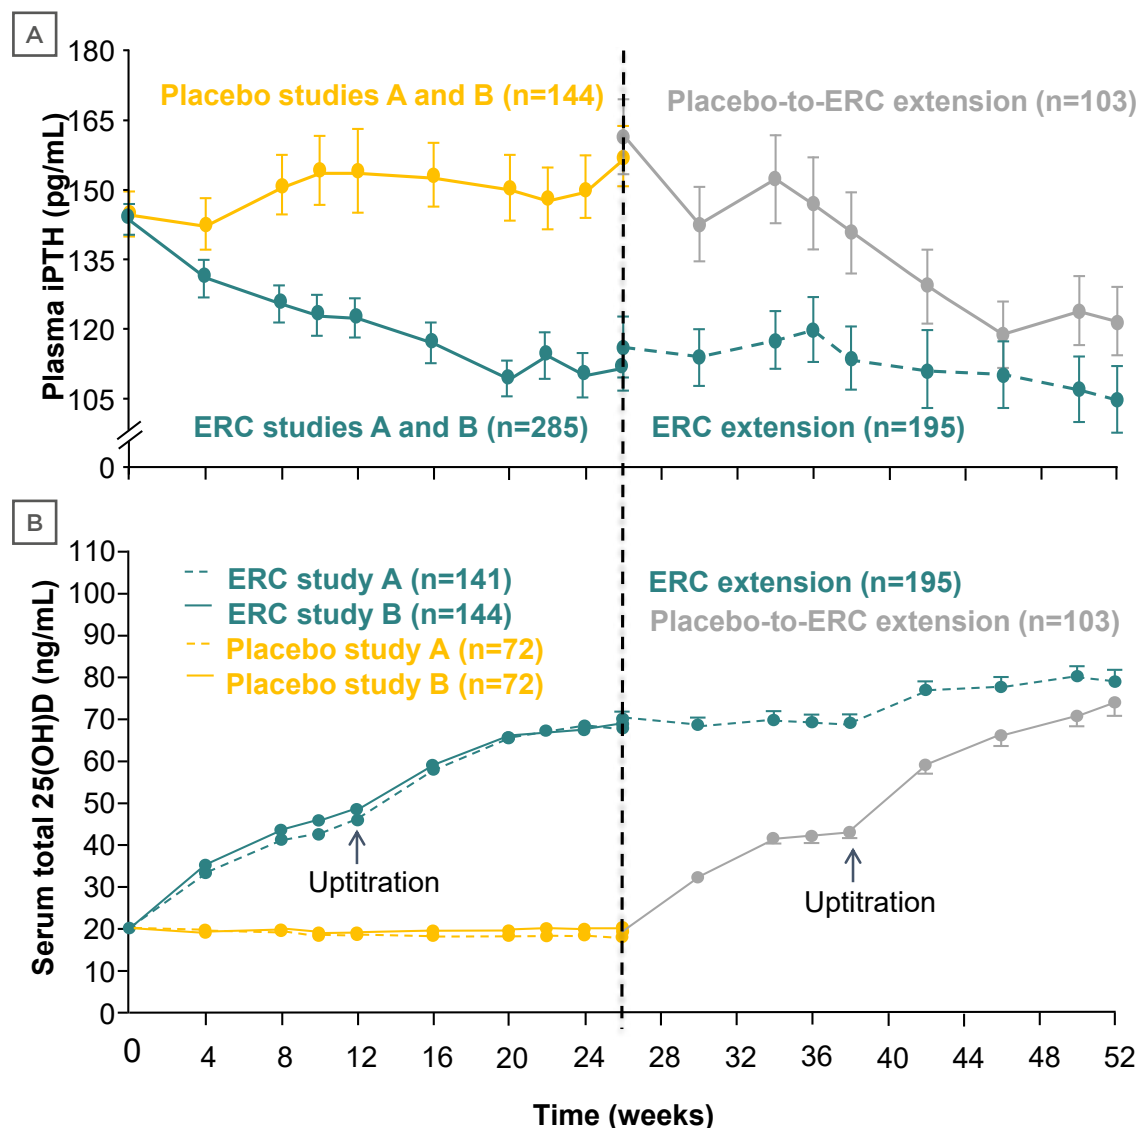 A
Plasma iPTH (pg/mL)
180
165
150
135
120
105
0
Placebo studies A and B (n=144)
Placebo-to-ERC extension (n=103)
ERC studies A and B (n=285)
ERC extension (n=195)
B
Serum total 25(OH)D (ng/mL)
110
100
90
80
70
60
50
40
30
20
10
0
ERC study A (n=141)
ERC study B (n=144)
Placebo study A (n=72)
Placebo study B (n=72)
ERC extension (n=195)
Placebo-to-ERC extension (n=103)
Uptitration
Uptitration
0 4 8 12 16 20 24 28 32 36 40 44 48 52
Time (weeks)